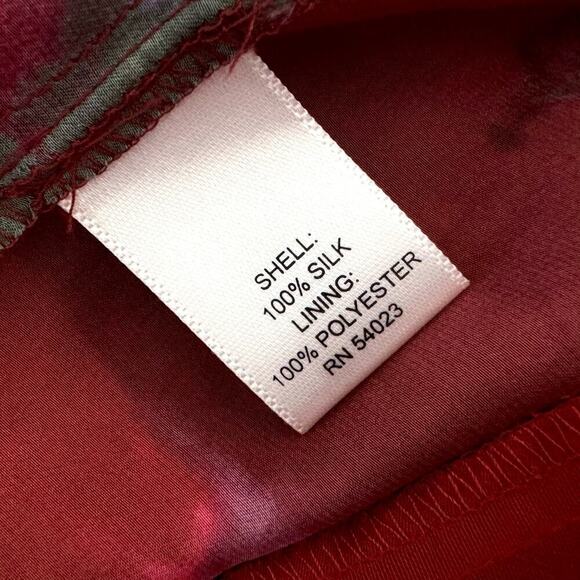 SHELL:
100% SILK
LINING:
100% POLYESTER
RN 54023